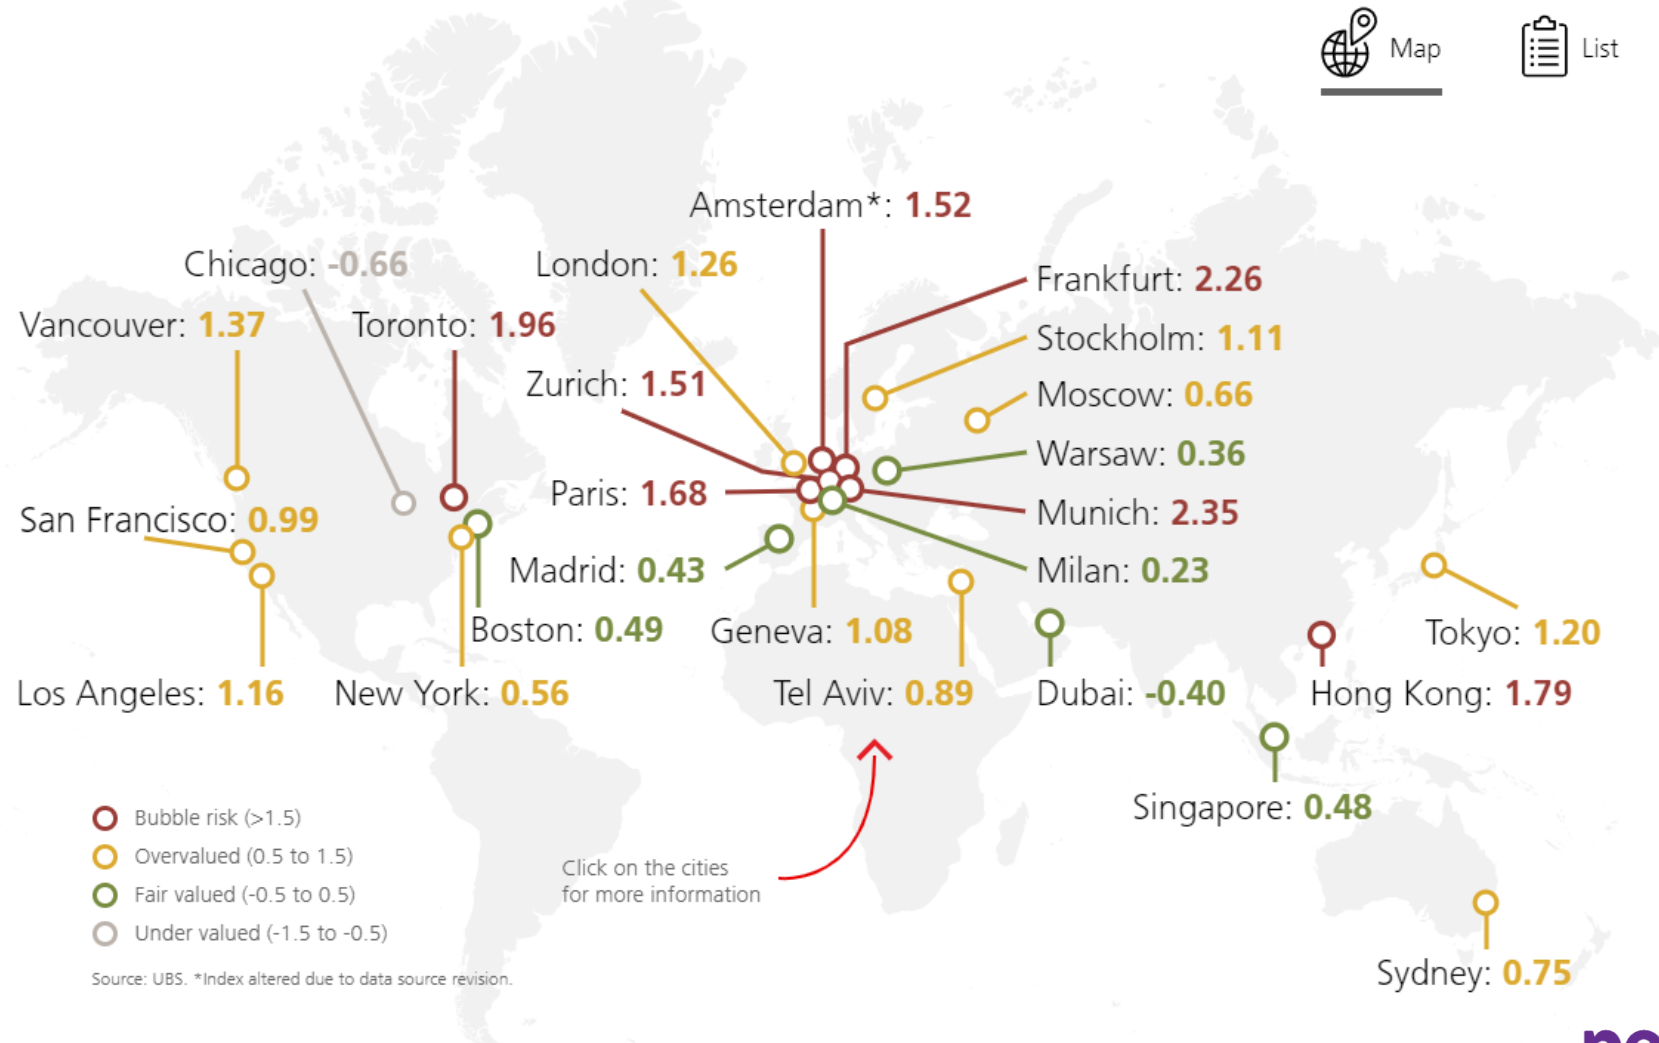 Map
List
Amsterdam*: 1.52
Chicago: -0.66
London: 1.26
Frankfurt: 2.26
Vancouver: 1.37
Toronto: 1.96
Stockholm: 1.11
Zurich: 1.51
Moscow: 0.66
Warsaw: 0.36
Paris: 1.68
Munich: 2.35
San Francisco: 0.99
Madrid: 0.43
Milan: 0.23
Boston: 0.49
Geneva: 1.08
Tokyo: 1.20
Los Angeles: 1.16
New York: 0.56
Tel Aviv: 0.89
Dubai: -0.40
Hong Kong: 1.79
Singapore: 0.48
Bubble risk (>1.5)
Overvalued (0.5 to 1.5)
Fair valued (-0.5 to 0.5)
Under valued (-1.5 to -0.5)
Click on the cities
for more information
Source: UBS. *Index altered due to data source revision.
Sydney: 0.75